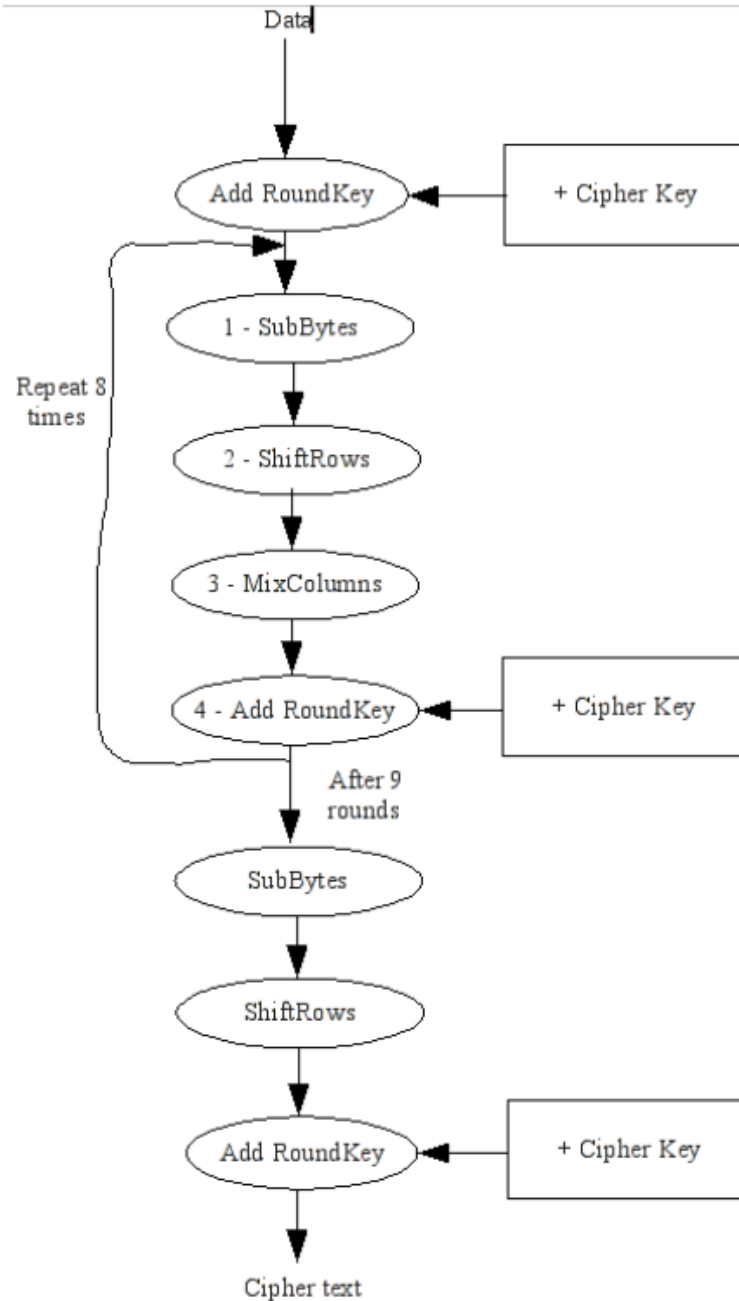 Data
Add RoundKey
+ Cipher Key
1 - SubBytes
Repeat 8
times
2 - ShiftRows
3 - MixColumns
4 - Add RoundKey
+ Cipher Key
After 9
rounds
SubBytes
ShiftRows
Add RoundKey
+ Cipher Key
Cipher text